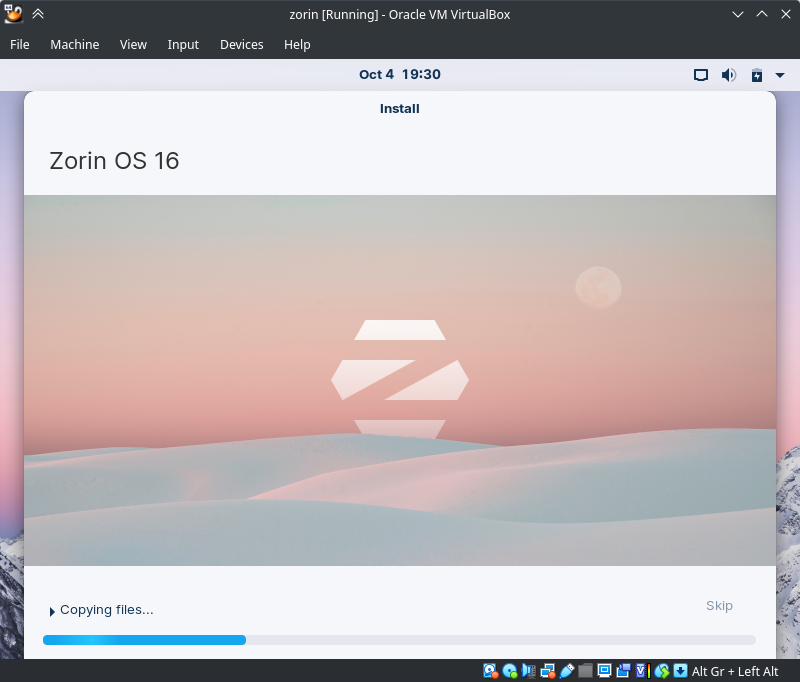 zorin [Running] - Oracle VM VirtualBox
File Machine View Input Devices Help
Oct 4 19:30
Install
Zorin OS 16
Copying files...
Skip
Alt Gr + Left Alt